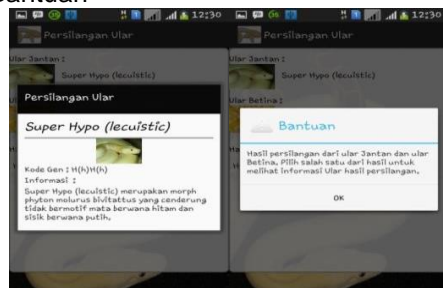 Bantuan
12:30
Persilangan Ular
Ular Jantan :
Super Hypo (lecuistic)
Persilangan Ular
Super Hypo (lecuistic)
Kode Gen : H(h)H(h)
Informasi :
Super Hypo (lecuistic) merupakan morph
phyton molurus bivitattus yang cenderung
tidak bermotif mata berwana hitam dan
sisik berwana putih.
12:30
Persilangan Ular
Ular Jantan :
Super Hypo (lecuistic)
Ular Betina :
Bantuan
Hasil persilangan dari ular Jantan dan ular
Betina. Pilih salah satu dari hasil untuk
melihat informasi Ular hasil persilangan.
OK